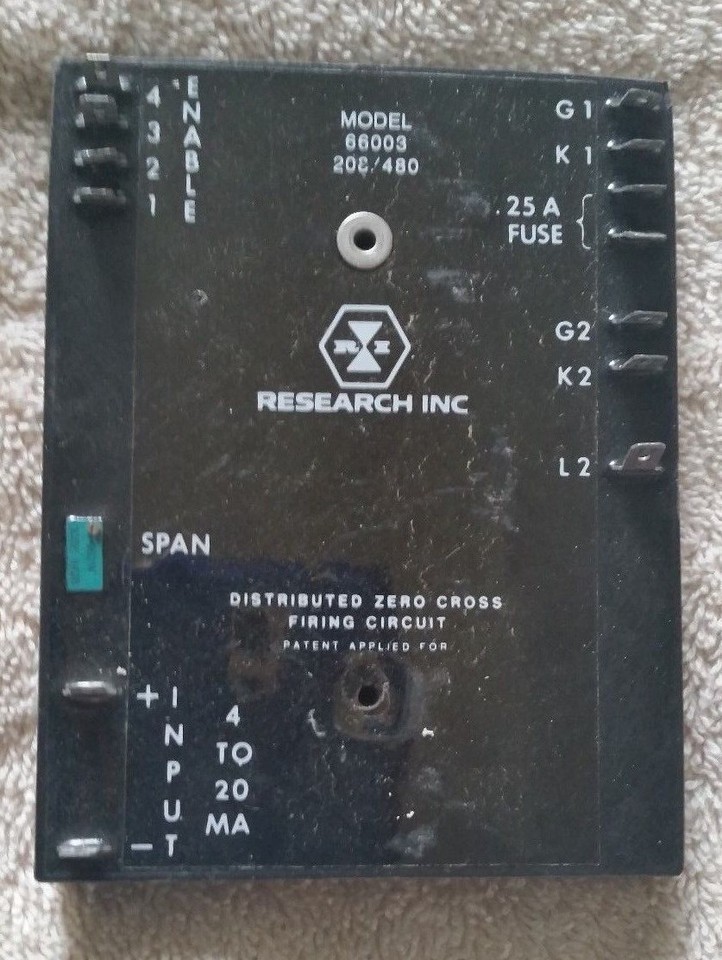 4 3 2 1
ENABLE
MODEL
66003
208/480
G1
K1
.25A
FUSE
G2
K2
R I
RESEARCH INC
L2
SPAN
DISTRIBUTED ZERO CROSS
FIRING CIRCUIT
PATENT APPLIED FOR
+
INPUT
-
4
TO
20
MA